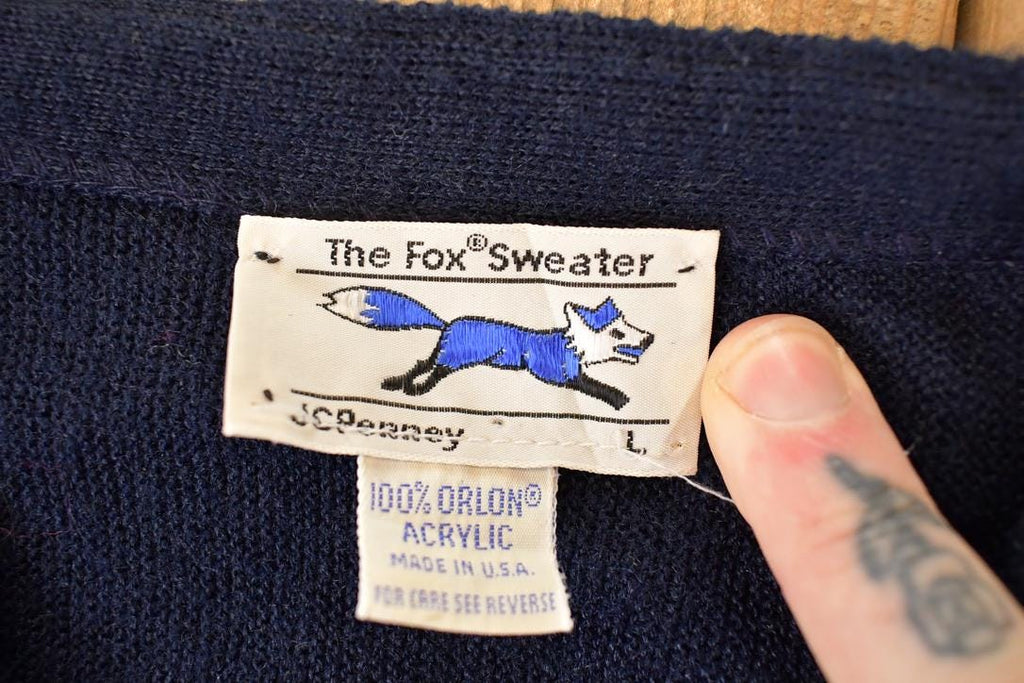 The Fox® Sweater
JCPenney L
100% ORLON®
ACRYLIC
MADE IN U.S.A.
FOR CARE SEE REVERSE